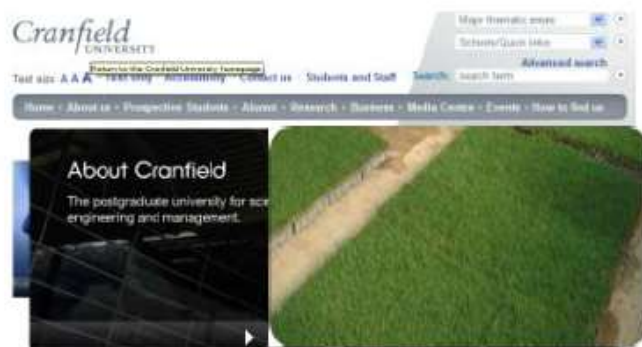 Cranfield
UNIVERSITY
Major thematic areas
Schools/Quick links
Advanced search
Return to the Cranfield University homepage
Text size A A A Text only Accessibility Contact us Students and Staff Search: search term
Home • About us • Prospective Students • Alumni • Research • Business • Media Centre • Events • How to find us
About Cranfield
The postgraduate university for
engineering and management.